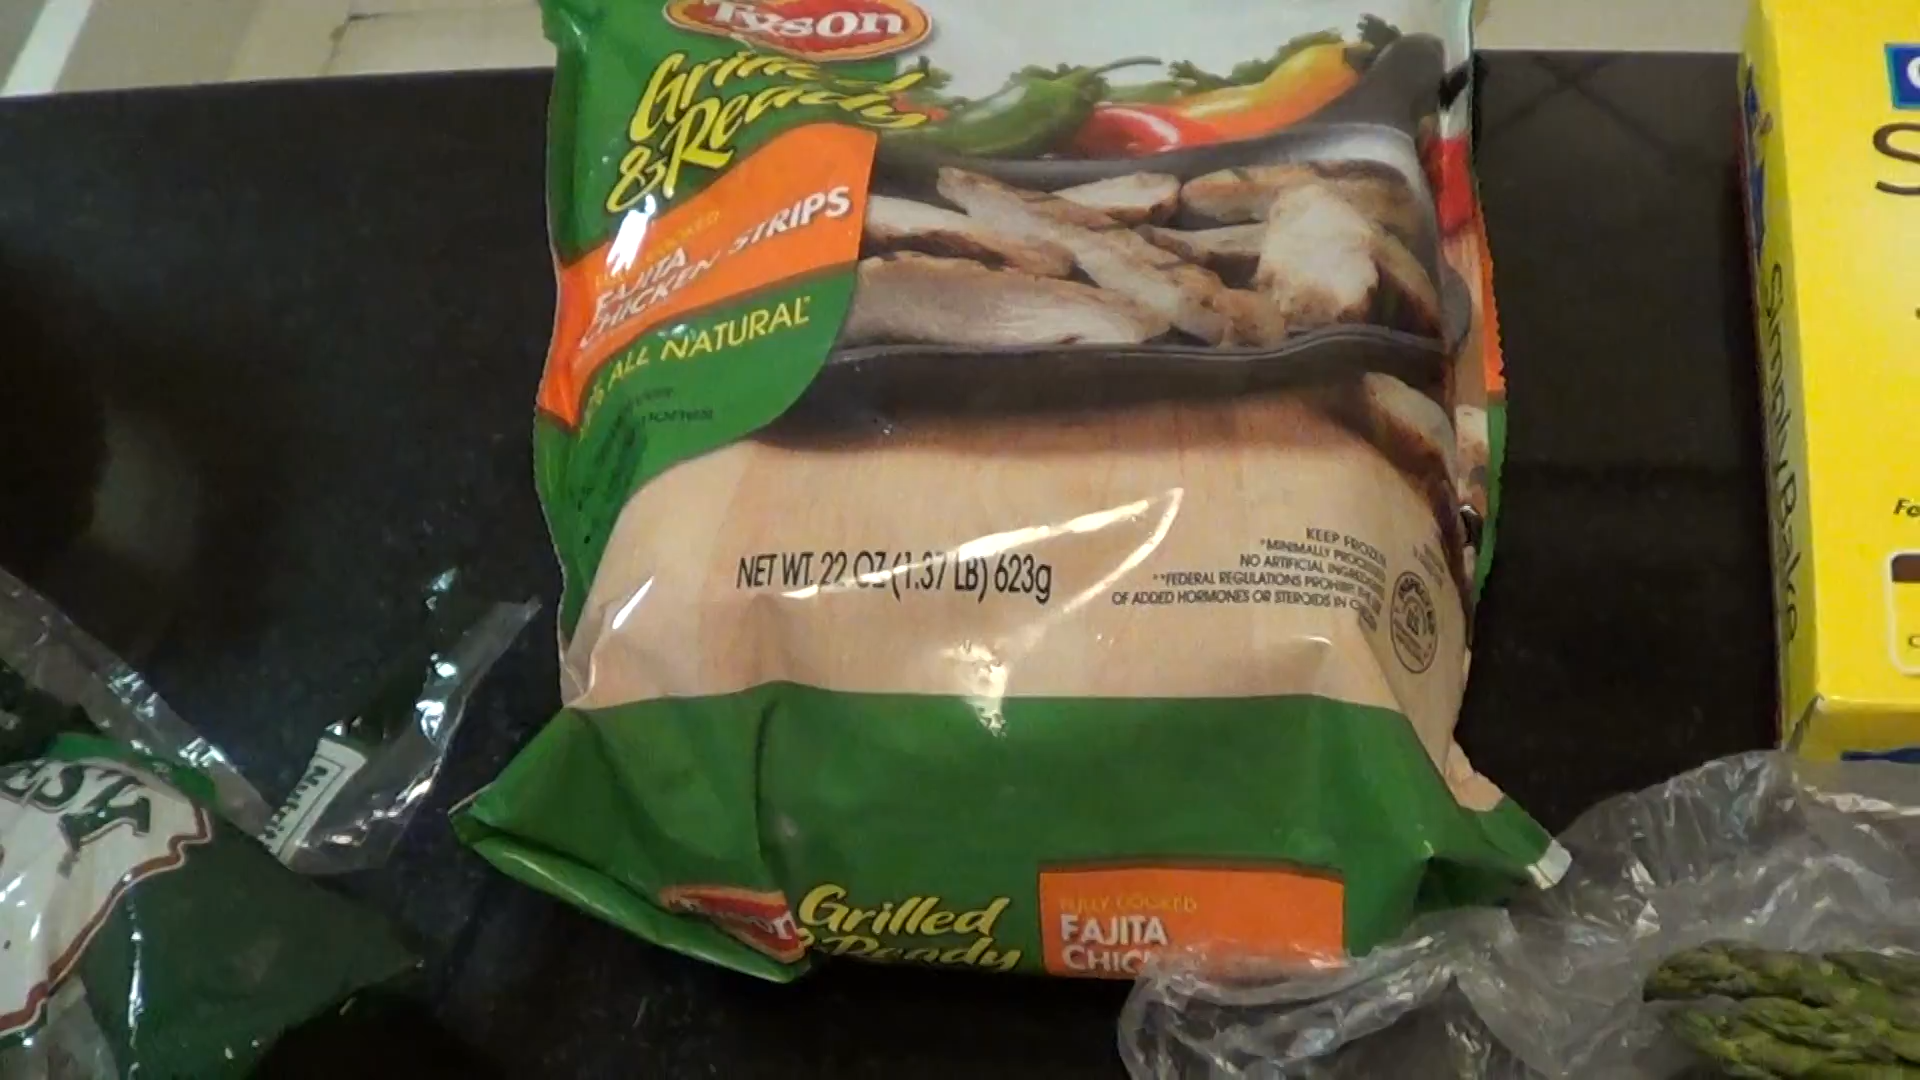 Tyson
Grilled
& Ready
FAJITA
CHICKEN STRIPS
ALL NATURAL*
NET WT. 22 OZ (1.37 LB) 623g
KEEP FROZEN
*MINIMALLY PROCESSED
NO ARTIFICIAL INGREDIENTS
**FEDERAL REGULATIONS PROHIBIT THE USE
OF ADDED HORMONES OR STEROIDS IN
Grilled
& Ready
FULLY COOKED
FAJITA
SimplyBake